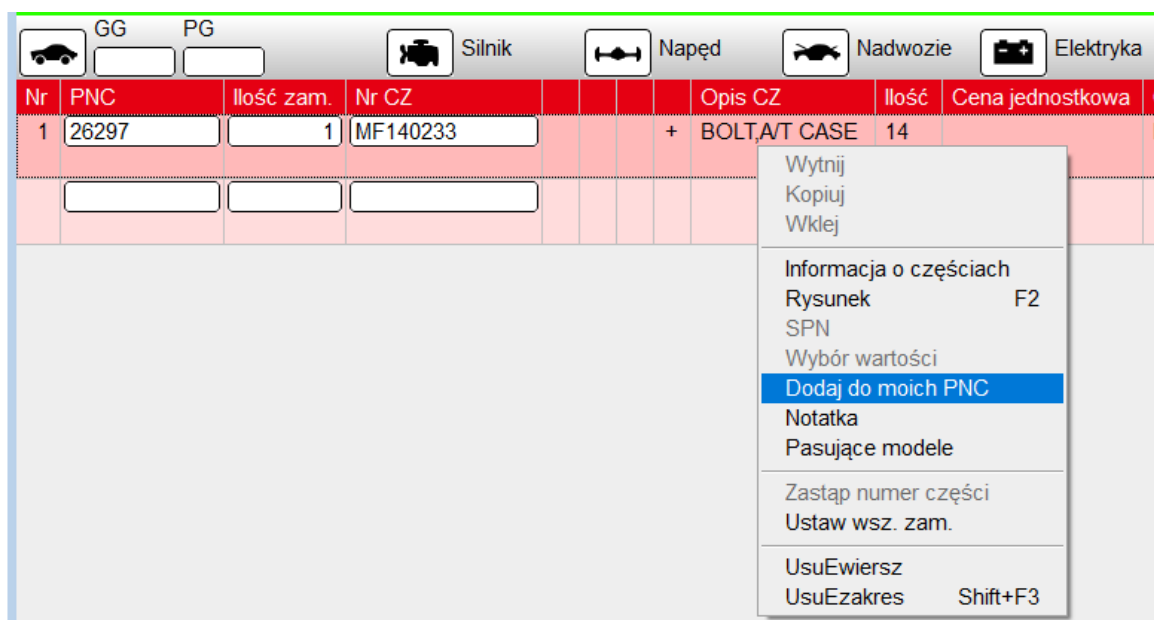 GG PG
Silnik Napęd Nadwozie Elektryka
Nr PNC Ilość zam. Nr CZ Opis CZ Ilość Cena jednostkowa
1 26297 1 MF140233 + BOLT,A/T CASE 14
Wytnij
Kopiuj
Wklej
Informacja o częściach
Rysunek F2
SPN
Wybór wartości
Dodaj do moich PNC
Notatka
Pasujące modele
Zastąp numer części
Ustaw wsz. zam.
UsuEwiersz
UsuEzakres Shift+F3